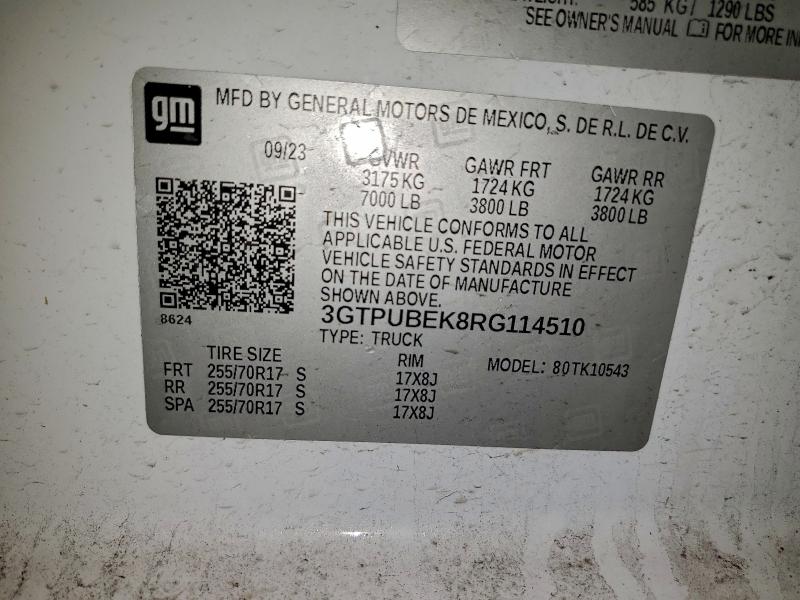 585 KG / 1290 LBS
SEE OWNER'S MANUAL FOR MORE
gm
MFD BY GENERAL MOTORS DE MEXICO, S. DE R.L. DE C.V.
09/23 GVWR GAWR FRT GAWR RR
3175 KG 1724 KG 1724 KG
7000 LB 3800 LB 3800 LB
THIS VEHICLE CONFORMS TO ALL
APPLICABLE U.S. FEDERAL MOTOR
VEHICLE SAFETY STANDARDS IN EFFECT
ON THE DATE OF MANUFACTURE
SHOWN ABOVE.
8624 3GTPUBEK8RG114510
TYPE: TRUCK
TIRE SIZE RIM MODEL: 80TK10543
FRT 255/70R17 S 17X8J
RR 255/70R17 S 17X8J
SPA 255/70R17 S 17X8J